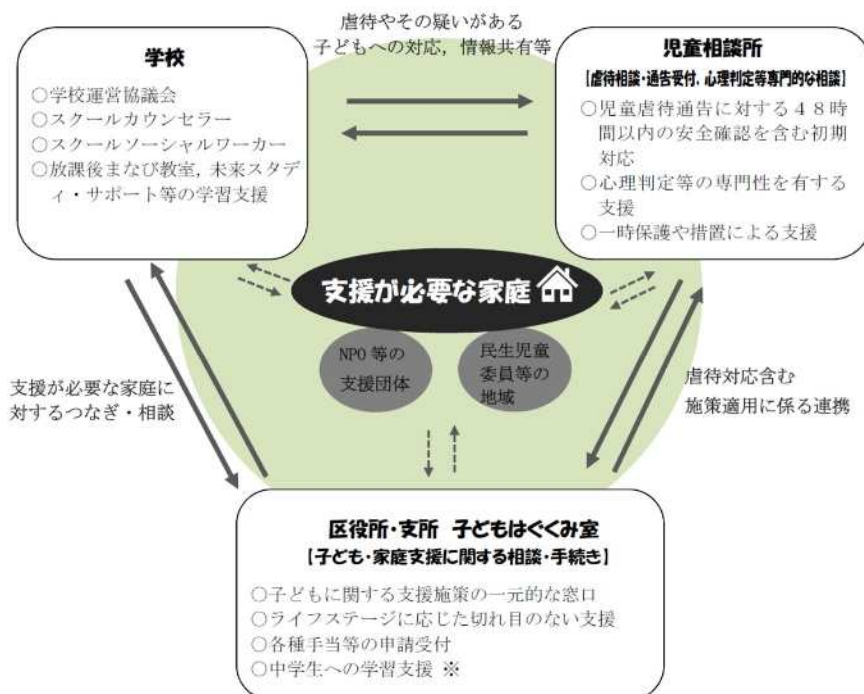 虐待やその疑いがある
子どもへの対応，情報共有等
学校
○学校運営協議会
○スクールカウンセラー
○スクールソーシャルワーカー
○放課後まなび教室，未来スタデ
ィ・サポート等の学習支援
児童相談所
【虐待相談・通告受付、心理判定等専門的な相談】
○児童虐待通告に対する４８時
間以内の安全確認を含む初期
対応
○心理判定等の専門性を有する
支援
○一時保護や措置による支援
支援が必要な家庭
NPO 等の
支援団体
民生児童
委員等の
地域
支援が必要な家庭に
対するつなぎ・相談
虐待対応含む
施策適用に係る連携
区役所・支所 子どもはぐくみ室
【子ども・家庭支援に関する相談・手続き】
○子どもに関する支援施策の一元的な窓口
○ライフステージに応じた切れ目のない支援
○各種手当等の申請受付
○中学生への学習支援 ※